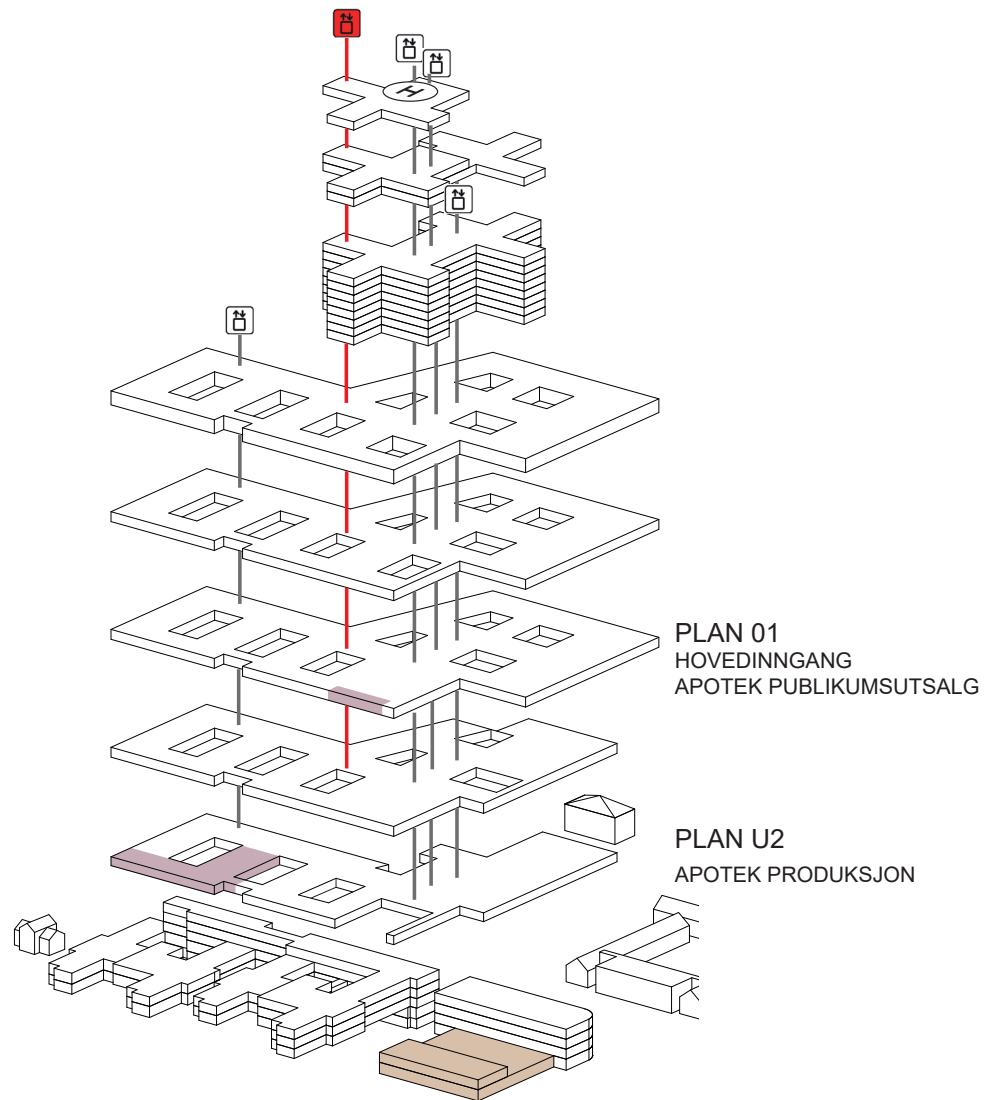 H
PLAN 01
HOVEDINNGANG
APOTEK PUBLIKUMSUTSALG
PLAN U2
APOTEK PRODUKSJON